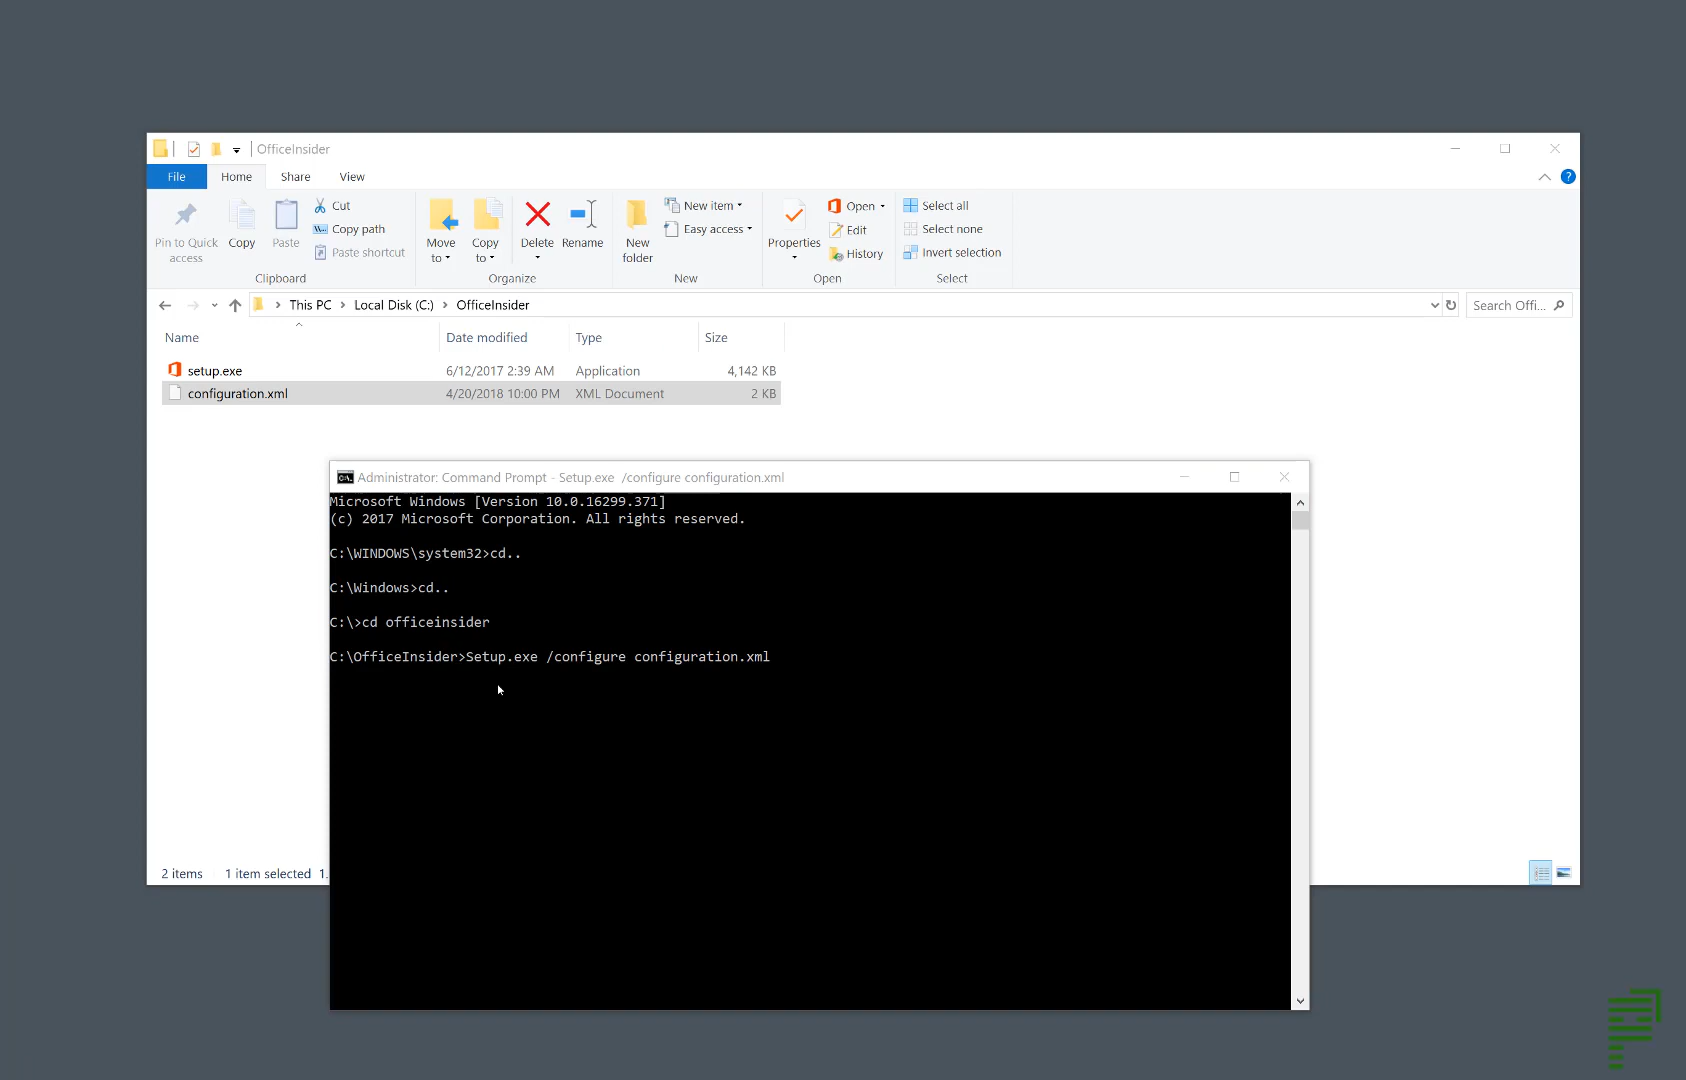 OfficeInsider
File Home Share View
Pin to Quick access
Copy
Paste
Cut
Copy path
Paste shortcut
Clipboard
Move to
Copy to
Delete
Rename
Organize
New folder
New item
Easy access
New
Properties
Open
Edit
History
Open
Select all
Select none
Invert selection
Select
This PC > Local Disk (C:) > OfficeInsider
Search Offi...
Name Date modified Type Size
setup.exe 6/12/2017 2:39 AM Application 4,142 KB
configuration.xml 4/20/2018 10:00 PM XML Document 2 KB
Administrator: Command Prompt - Setup.exe /configure configuration.xml
Microsoft Windows [Version 10.0.16299.371]
(c) 2017 Microsoft Corporation. All rights reserved.
C:\WINDOWS\system32>cd..
C:\Windows>cd..
C:\>cd officeinsider
C:\OfficeInsider>Setup.exe /configure configuration.xml
2 items 1 item selected 1.